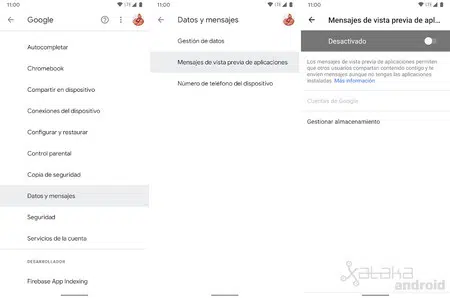 11:00
Google
Autocompletar
Chromebook
Compartir en dispositivo
Conexiones del dispositivo
Configurar y restaurar
Control parental
Copia de seguridad
Datos y mensajes
Seguridad
Servicios de la cuenta
DESARROLLADOR
Firebase App Indexing
11:00
Datos y mensajes
Gestión de datos
Mensajes de vista previa de aplicaciones
Número de teléfono del dispositivo
11:00
Mensajes de vista previa de apl...
Desactivado
Los mensajes de vista previa de aplicaciones permiten
que otros usuarios compartan contenido contigo y te
envíen mensajes aunque no tengas las aplicaciones
instaladas. Más información
Cuentas de Google
Gestionar almacenamiento
xataka
android